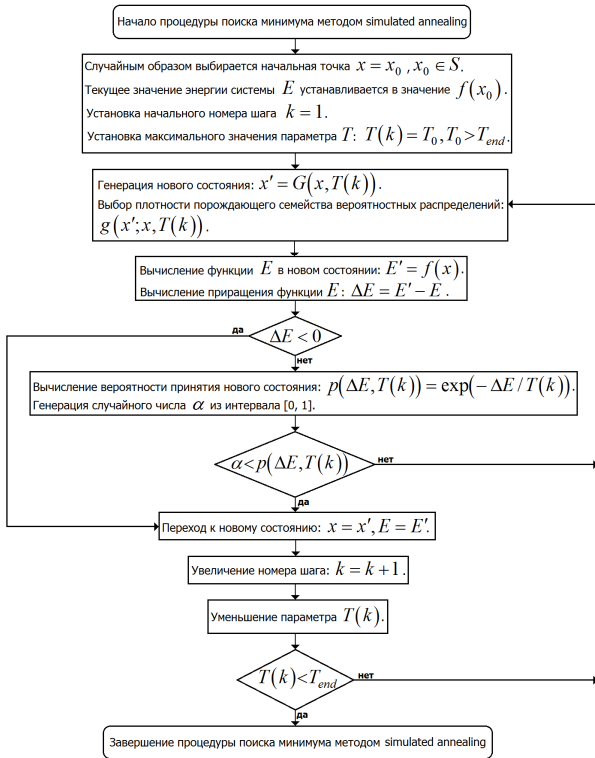 Начало процедуры поиска минимума методом simulated annealing
Случайным образом выбирается начальная точка x = x₀ , x₀ ∈ S.
Текущее значение энергии системы E устанавливается в значение f(x₀).
Установка начального номера шага k = 1.
Установка максимального значения параметра T: T(k) = T₀, T₀ > T_end.
Генерация нового состояния: x′ = G(x, T(k)).
Выбор плотности порождающего семейства вероятностных распределений:
g(x′; x, T(k)).
Вычисление функции E в новом состоянии: E′ = f(x).
Вычисление приращения функции E: ΔE = E′ − E .
да
ΔE < 0
нет
Вычисление вероятности принятия нового состояния: p(ΔE, T(k)) = exp(− ΔE / T(k)).
Генерация случайного числа α из интервала [0, 1].
α < p(ΔE, T(k))
нет
да
Переход к новому состоянию: x = x′, E = E′.
Увеличение номера шага: k = k + 1.
Уменьшение параметра T(k).
T(k) < T_end
нет
да
Завершение процедуры поиска минимума методом simulated annealing